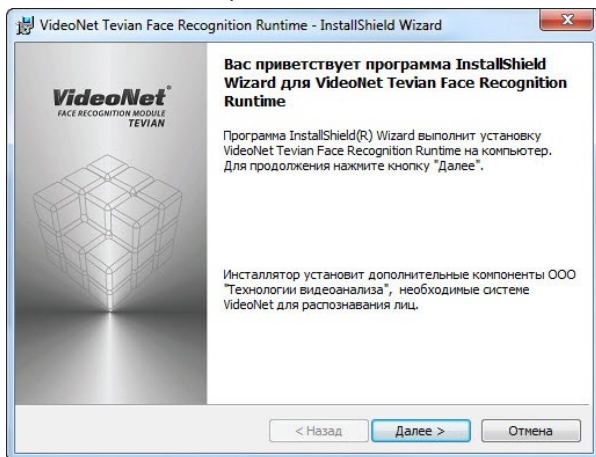 VideoNet Tevian Face Recognition Runtime - InstallShield Wizard
VideoNet®
FACE RECOGNITION MODULE
TEVIAN
Вас приветствует программа InstallShield
Wizard для VideoNet Tevian Face Recognition
Runtime
Программа InstallShield(R) Wizard выполнит установку
VideoNet Tevian Face Recognition Runtime на компьютер.
Для продолжения нажмите кнопку "Далее".
Инсталлятор установит дополнительные компоненты ООО
"Технологии видеоанализа", необходимые системе
VideoNet для распознавания лиц.
< Назад
Далее >
Отмена